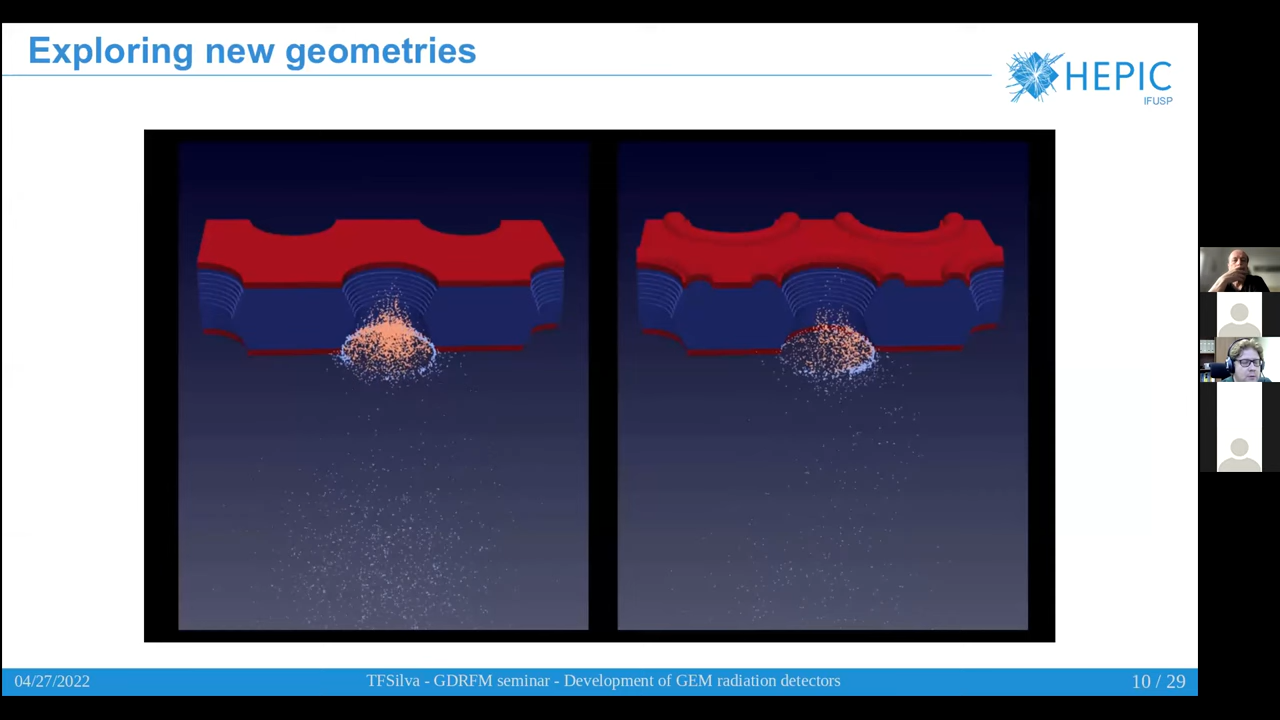 Exploring new geometries
HEPIC
IFUSP
04/27/2022
TFSilva - GDRFM seminar - Development of GEM radiation detectors
10 / 29